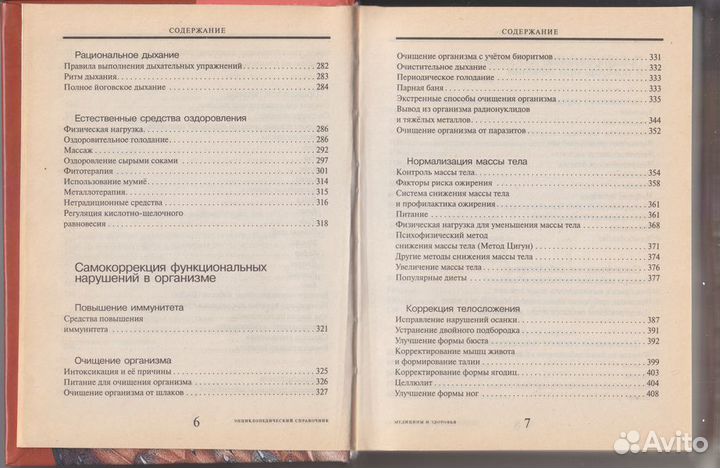 СОДЕРЖАНИЕ
Рациональное дыхание
Правила выполнения дыхательных упражнений 282
Ритм дыхания 283
Полное йоговское дыхание 284
Естественные средства оздоровления
Физическая нагрузка 286
Оздоровительное голодание 286
Массаж 292
Оздоровление сырыми соками 297
Фитотерапия 301
Использование мумиё 314
Металлотерапия 315
Нетрадиционные средства 316
Регуляция кислотно-щелочного
равновесия 318
Самокоррекция функциональных
нарушений в организме
Повышение иммунитета
Средства повышения
иммунитета 321
Очищение организма
Интоксикация и её причины 325
Питание для очищения организма 326
Очищение организма от шлаков 327
6 ЭНЦИКЛОПЕДИЧЕСКИЙ СПРАВОЧНИК
СОДЕРЖАНИЕ
Очищение организма с учётом биоритмов 331
Очистительное дыхание 332
Периодическое голодание 333
Парная баня 333
Экстренные способы очищения организма 335
Вывод из организма радионуклидов
и тяжёлых металлов 344
Очищение организма от паразитов 352
Нормализация массы тела
Контроль массы тела 354
Факторы риска ожирения 358
Система снижения массы тела
и профилактика ожирения 361
Питание 361
Физическая нагрузка для уменьшения массы тела 368
Психофизический метод
снижения массы тела (Метод Цигун) 371
Другие методы снижения массы тела 374
Увеличение массы тела 376
Популярные диеты 377
Коррекция телосложения
Исправление нарушений осанки 387
Устранение двойного подбородка 391
Улучшение формы бюста 392
Корректирование мышц живота
и формирование талии 399
Корректирование формы ягодиц 403
Целлюлит 404
Улучшение формы ног 408
МЕДИЦИНЫ И ЗДОРОВЬЯ 7
Avito